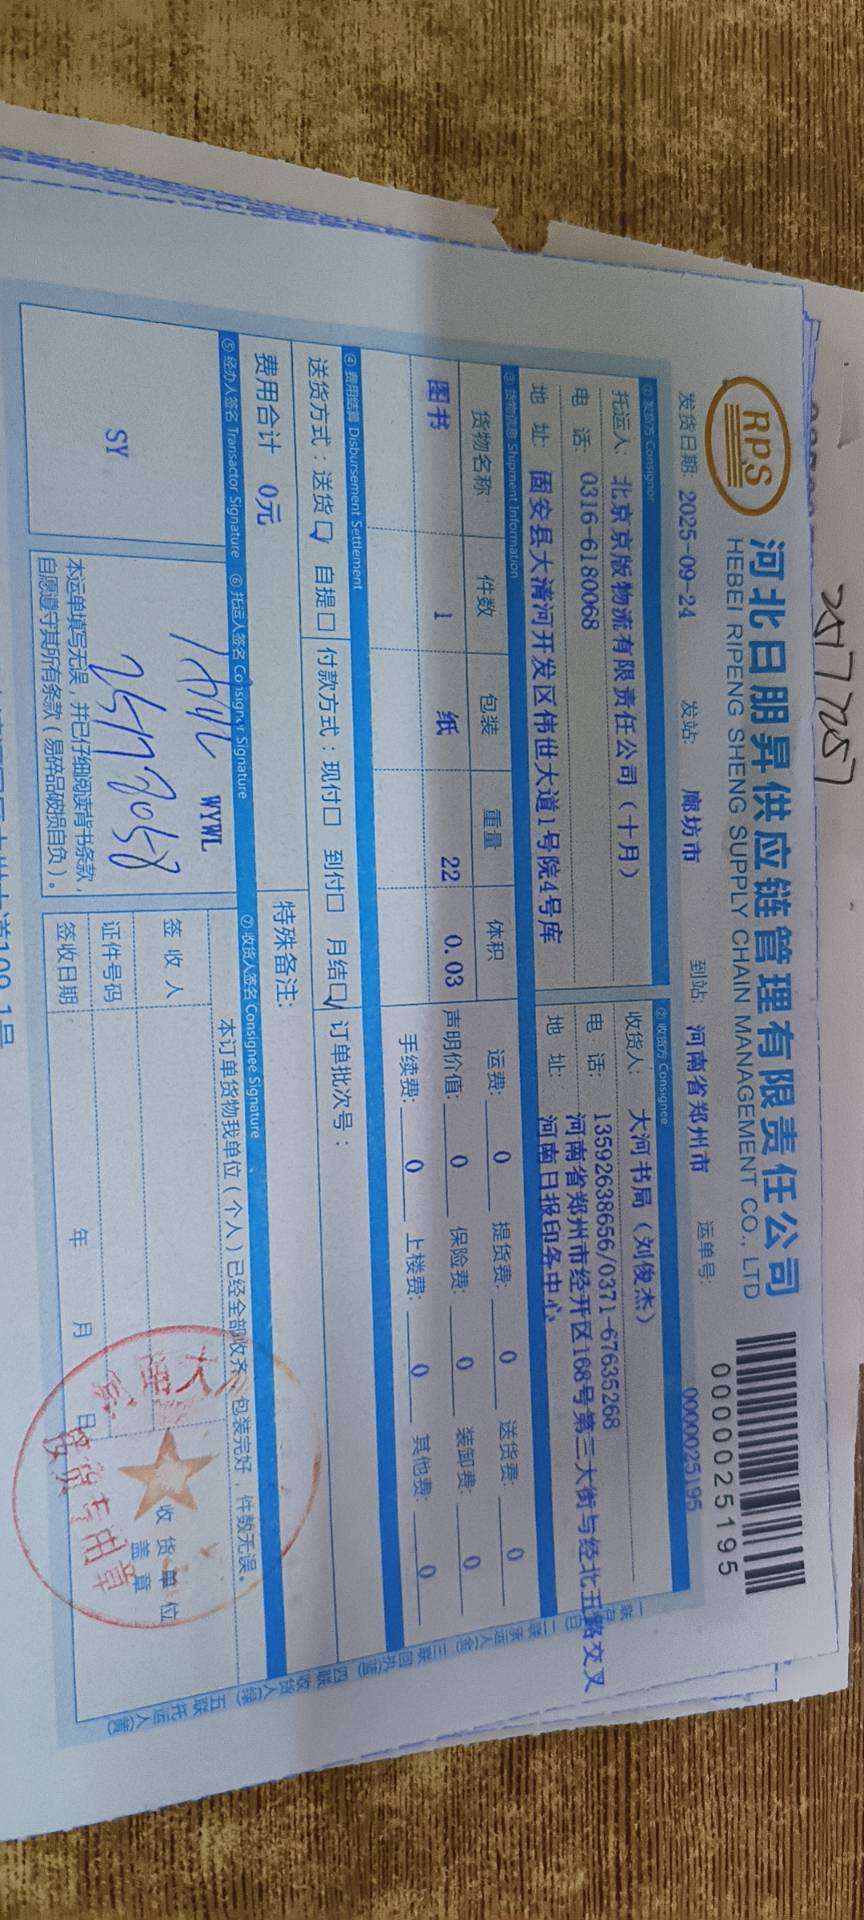 RPS
河北日朋昇供应链管理有限责任公司
HEBEI RIPENG SHENG SUPPLY CHAIN MANAGEMENT CO., LTD
0000025195
发货日期: 2025-09-24 发站: 廊坊市 到站: 河南省郑州市 运单号: 0000025195
① 发货方 Consignor ② 收货方 Consignee
托运人: 北京京版物流有限责任公司（十月） 收货人: 大河书局（刘俊杰）
电 话: 0316-6180068 电 话: 13592638656/0371-67635268
地 址: 固安县大清河开发区伟世大道1号院4号库 地 址: 河南省郑州市经开区168号第三大街与经北五路交叉
河南日报印务中心
③ 货物信息 Shipment Information
货物名称 件数 包装 重量 体积 运费: 0 提货费: 0 送货费: 0
图书 1 纸 22 0.03 声明价值: 0 保险费: 0 装卸费: 0
手续费: 0 上楼费: 0 其他费: 0
④ 费用结算 Disbursement Settlement
送货方式：送货□ 自提□ 付款方式：现付□ 到付□ 月结□ 订单批次号：
费用合计 0元 特殊备注:
⑤ 经办人签名 Transactor Signature ⑥ 托运人签名 Consignor Signature ⑦ 收货人签名 Consignee Signature
本订单货物我单位（个人）已经全部收齐，包装完好，件数无误。
WYWL
SY
签 收 人
证件号码
签收日期 年 月 日
收 货 单 位
盖 章
本运单填写无误，并已仔细阅读背书条款，
自愿遵守其所有条款（易碎品破损自负）。
专用章